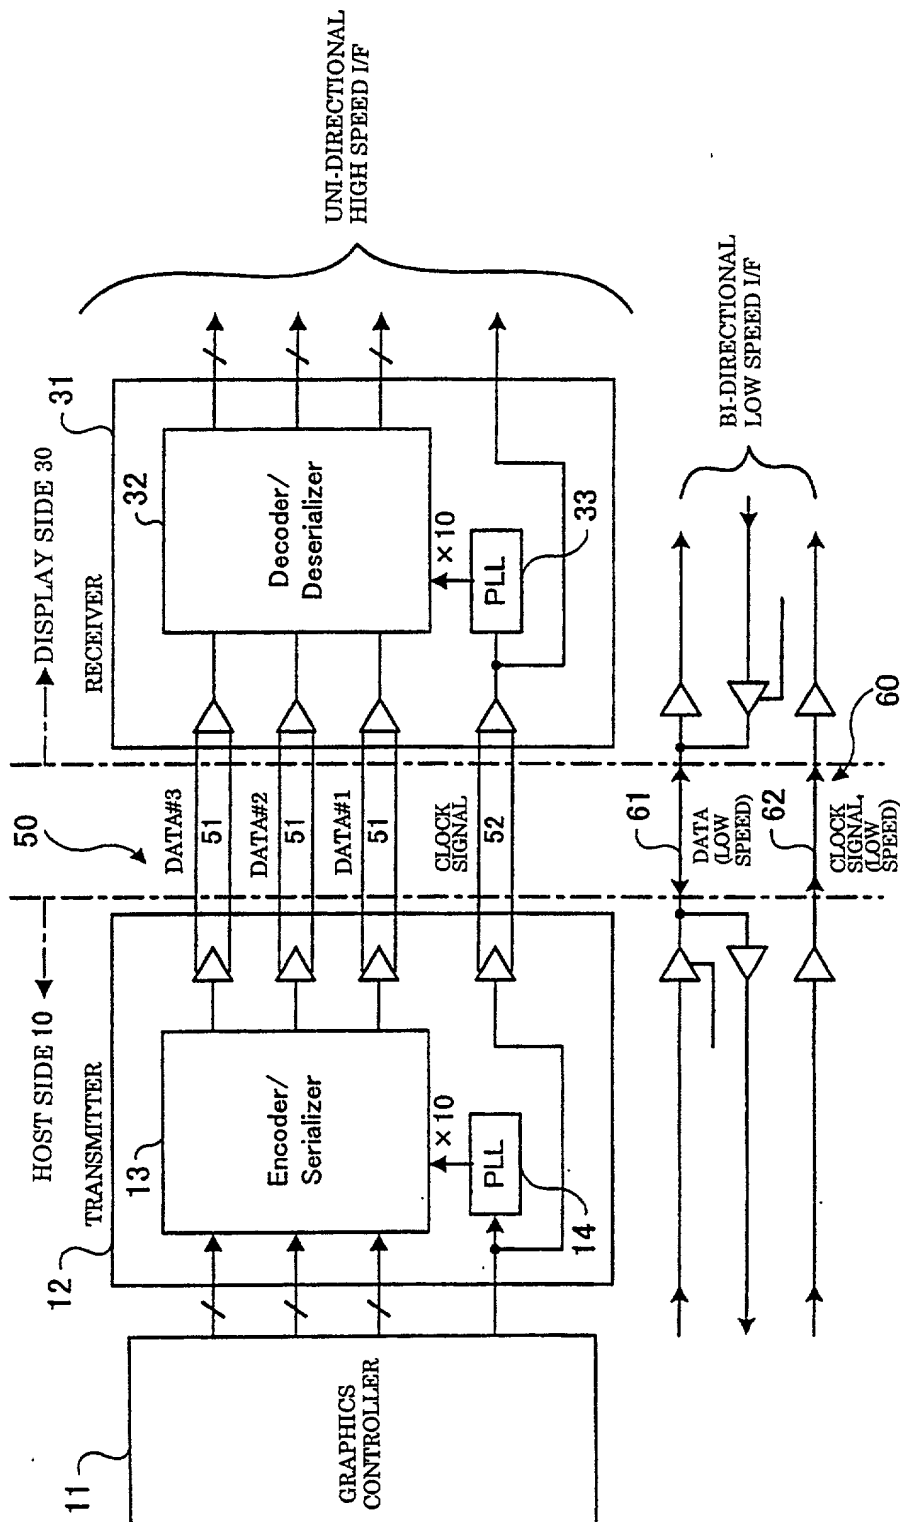 HOST SIDE 10
DISPLAY SIDE 30
50
12
TRANSMITTER
RECEIVER
31
11
GRAPHICS
CONTROLLER
13
Encoder/
Serializer
×10
PLL
14
DATA#3
51
DATA#2
51
DATA#1
51
CLOCK
SIGNAL
52
32
Decoder/
Deserializer
×10
PLL
33
UNI-DIRECTIONAL
HIGH SPEED I/F
61
DATA
(LOW
SPEED)
62
CLOCK
SIGNAL,
(LOW
SPEED)
60
BI-DIRECTIONAL
LOW SPEED I/F